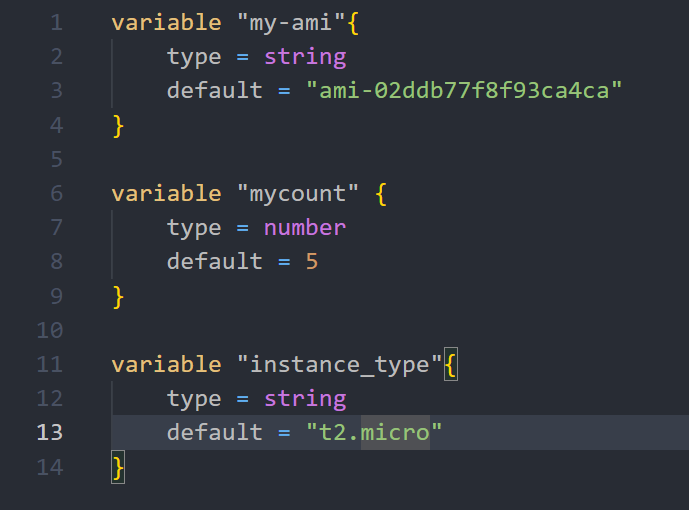 1 variable "my-ami"{
2     type = string
3     default = "ami-02ddb77f8f93ca4ca"
4 }
5
6 variable "mycount" {
7     type = number
8     default = 5
9 }
10
11 variable "instance_type"{
12     type = string
13     default = "t2.micro"
14 }